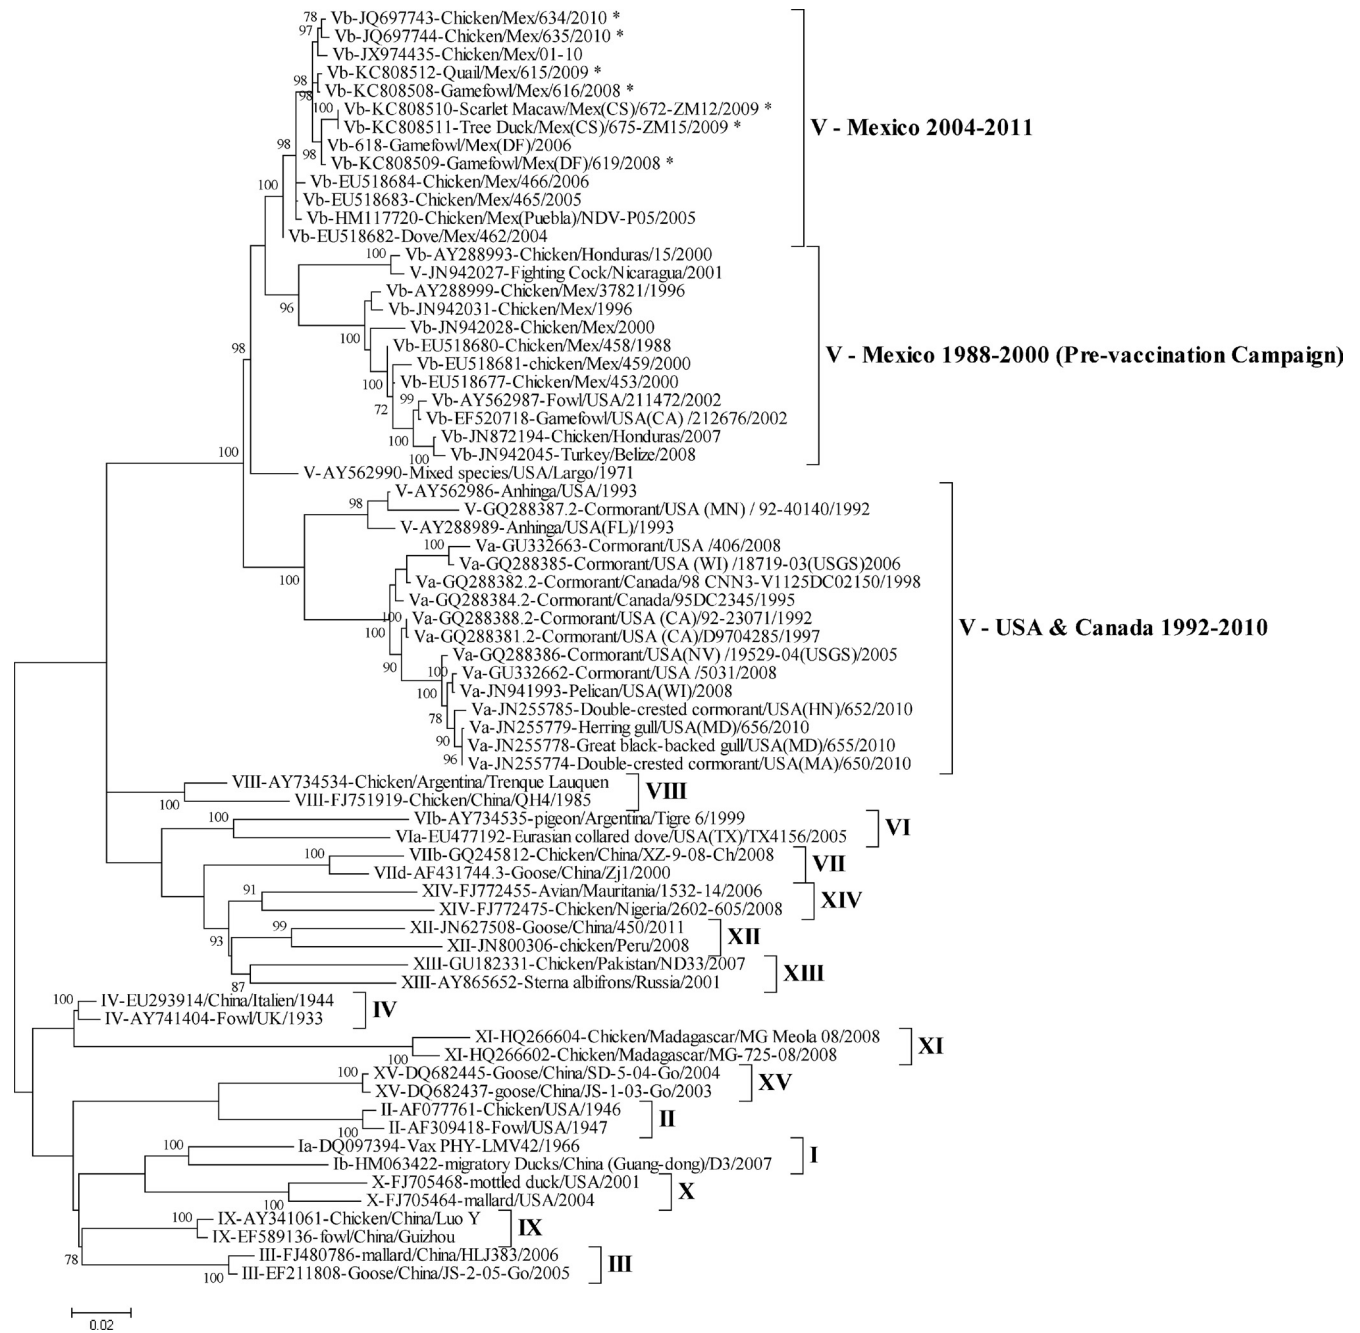 78 Vb-JQ697743-Chicken/Mex/634/2010 *
97 Vb-JQ697744-Chicken/Mex/635/2010 *
Vb-JX974435-Chicken/Mex/01-10
98 Vb-KC808512-Quail/Mex/615/2009 *
98 Vb-KC808508-Gamefowl/Mex/616/2008 *
100 Vb-KC808510-Scarlet Macaw/Mex(CS)/672-ZM12/2009 *
Vb-KC808511-Tree Duck/Mex(CS)/675-ZM15/2009 *
V - Mexico 2004-2011
98 Vb-618-Gamefowl/Mex(DF)/2006
98 Vb-KC808509-Gamefowl/Mex(DF)/619/2008 *
100 Vb-EU518684-Chicken/Mex/466/2006
Vb-EU518683-Chicken/Mex/465/2005
Vb-HM117720-Chicken/Mex(Puebla)/NDV-P05/2005
Vb-EU518682-Dove/Mex/462/2004
100 Vb-AY288993-Chicken/Honduras/15/2000
V-JN942027-Fighting Cock/Nicaragua/2001
Vb-AY288999-Chicken/Mex/37821/1996
96 Vb-JN942031-Chicken/Mex/1996
Vb-JN942028-Chicken/Mex/2000
98 100 Vb-EU518680-Chicken/Mex/458/1988
V - Mexico 1988-2000 (Pre-vaccination Campaign)
Vb-EU518681-chicken/Mex/459/2000
100 Vb-EU518677-Chicken/Mex/453/2000
72 99 Vb-AY562987-Fowl/USA/211472/2002
Vb-EF520718-Gamefowl/USA(CA) /212676/2002
100 Vb-JN872194-Chicken/Honduras/2007
100 100 Vb-JN942045-Turkey/Belize/2008
V-AY562990-Mixed species/USA/Largo/1971
V-AY562986-Anhinga/USA/1993
98 V-GQ288387.2-Cormorant/USA (MN) / 92-40140/1992
V-AY288989-Anhinga/USA(FL)/1993
100 Va-GU332663-Cormorant/USA /406/2008
Va-GQ288385-Cormorant/USA (WI) /18719-03(USGS)2006
100 Va-GQ288382.2-Cormorant/Canada/98 CNN3-V1125DC02150/1998
Va-GQ288384.2-Cormorant/Canada/95DC2345/1995
100 Va-GQ288388.2-Cormorant/USA (CA)/92-23071/1992
V - USA & Canada 1992-2010
100 Va-GQ288381.2-Cormorant/USA (CA)/D9704285/1997
Va-GQ288386-Cormorant/USA(NV) /19529-04(USGS)/2005
90 100 Va-GU332662-Cormorant/USA /5031/2008
100 Va-JN941993-Pelican/USA(WI)/2008
Va-JN255785-Double-crested cormorant/USA(HN)/652/2010
78 Va-JN255779-Herring gull/USA(MD)/656/2010
90 Va-JN255778-Great black-backed gull/USA(MD)/655/2010
96 Va-JN255774-Double-crested cormorant/USA(MA)/650/2010
VIII-AY734534-Chicken/Argentina/Trenque Lauquen
VIII
100 VIII-FJ751919-Chicken/China/QH4/1985
100 VIb-AY734535-pigeon/Argentina/Tigre 6/1999
VI
VIa-EU477192-Eurasian collared dove/USA(TX)/TX4156/2005
100 VIIb-GQ245812-Chicken/China/XZ-9-08-Ch/2008
VII
VIId-AF431744.3-Goose/China/Zj1/2000
91 XIV-FJ772455-Avian/Mauritania/1532-14/2006
XIV
XIV-FJ772475-Chicken/Nigeria/2602-605/2008
99 XII-JN627508-Goose/China/450/2011
XII
93 XII-JN800306-chicken/Peru/2008
XIII-GU182331-Chicken/Pakistan/ND33/2007
XIII
87 XIII-AY865652-Sterna albifrons/Russia/2001
100 IV-EU293914/China/Italien/1944
IV
IV-AY741404-Fowl/UK/1933
XI-HQ266604-Chicken/Madagascar/MG Meola 08/2008
XI
100 XI-HQ266602-Chicken/Madagascar/MG-725-08/2008
100 XV-DQ682445-Goose/China/SD-5-04-Go/2004
XV
XV-DQ682437-goose/China/JS-1-03-Go/2003
II-AF077761-Chicken/USA/1946
II
100 II-AF309418-Fowl/USA/1947
100 Ia-DQ097394-Vax PHY-LMV42/1966
I
Ib-HM063422-migratory Ducks/China (Guang-dong)/D3/2007
X-FJ705468-mottled duck/USA/2001
X
100 X-FJ705464-mallard/USA/2004
100 IX-AY341061-Chicken/China/Luo Y
IX
IX-EF589136-fowl/China/Guizhou
78 III-FJ480786-mallard/China/HLJ383/2006
III
100 III-EF211808-Goose/China/JS-2-05-Go/2005
0.02